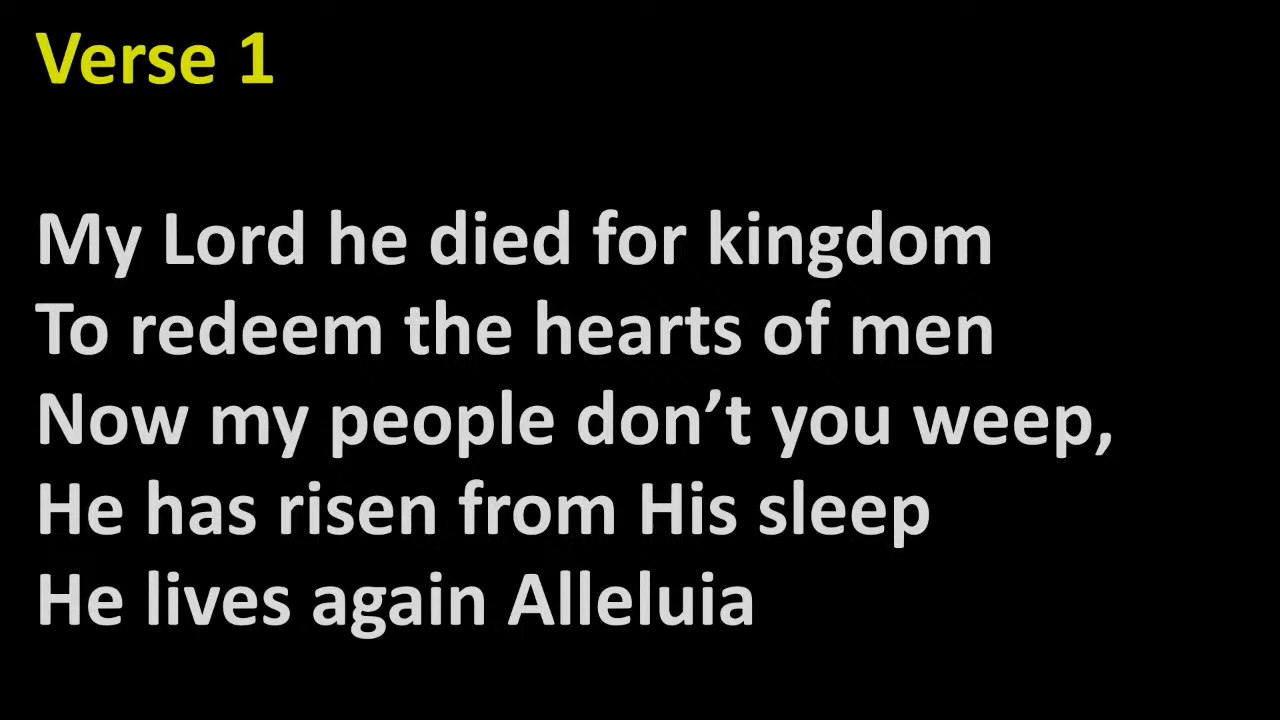 Verse 1
My Lord he died for kingdom
To redeem the hearts of men
Now my people don’t you weep,
He has risen from His sleep
He lives again Alleluia